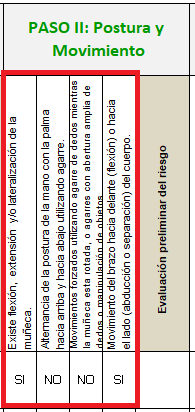 PASO II: Postura y
Movimiento
Existe flexión, extensión y/o lateralización de la
muñeca.
Alternancia de la postura de la mano con la palma
hacia arriba y hacia abajo utilizando agarre.
Movimientos forzados utilizando agarre de dedos mientras
la muñeca esta rotada, o agarres con abertura amplia de
dedos o manipulación de objetos
Movimiento del brazo hacia delante (flexión) o hacia
el lado (abducción o separación) del cuerpo.
Evaluación preliminar del riesgo
SI
NO
NO
SI